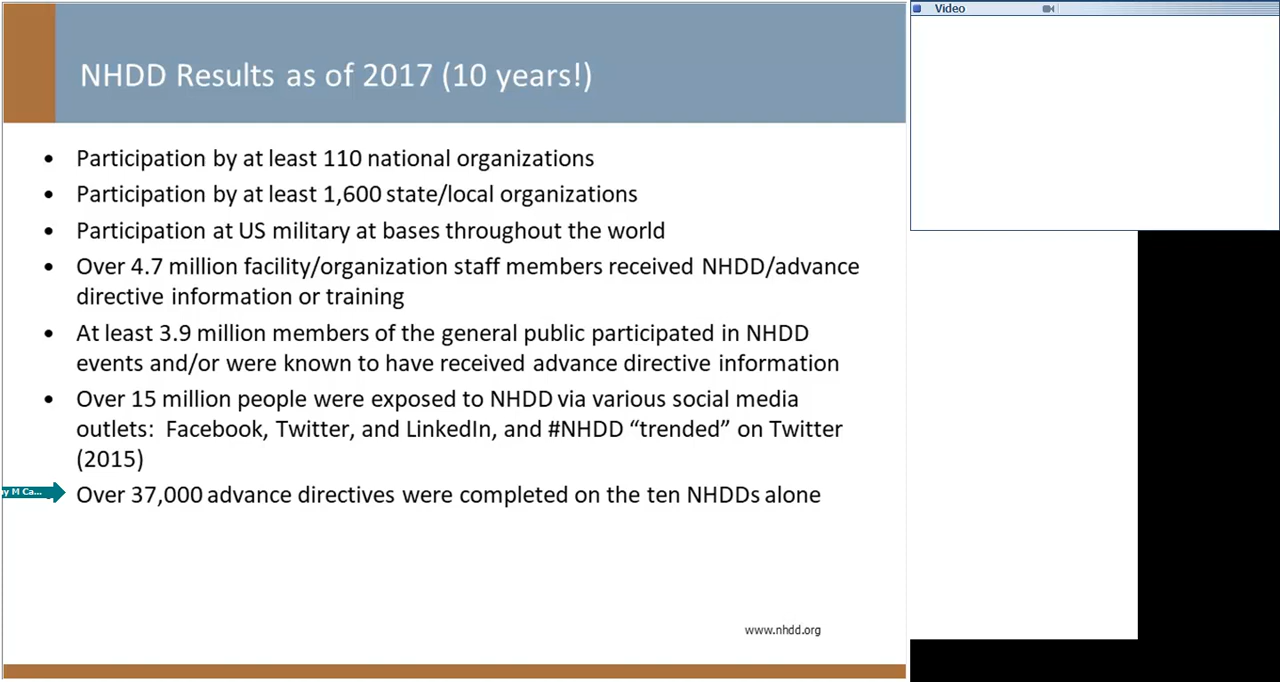 Video
NHDD Results as of 2017 (10 years!)
• Participation by at least 110 national organizations
• Participation by at least 1,600 state/local organizations
• Participation at US military at bases throughout the world
• Over 4.7 million facility/organization staff members received NHDD/advance
directive information or training
• At least 3.9 million members of the general public participated in NHDD
events and/or were known to have received advance directive information
• Over 15 million people were exposed to NHDD via various social media
outlets:  Facebook, Twitter, and LinkedIn, and #NHDD “trended” on Twitter
(2015)
y M Ca...
Over 37,000 advance directives were completed on the ten NHDDs alone
www.nhdd.org